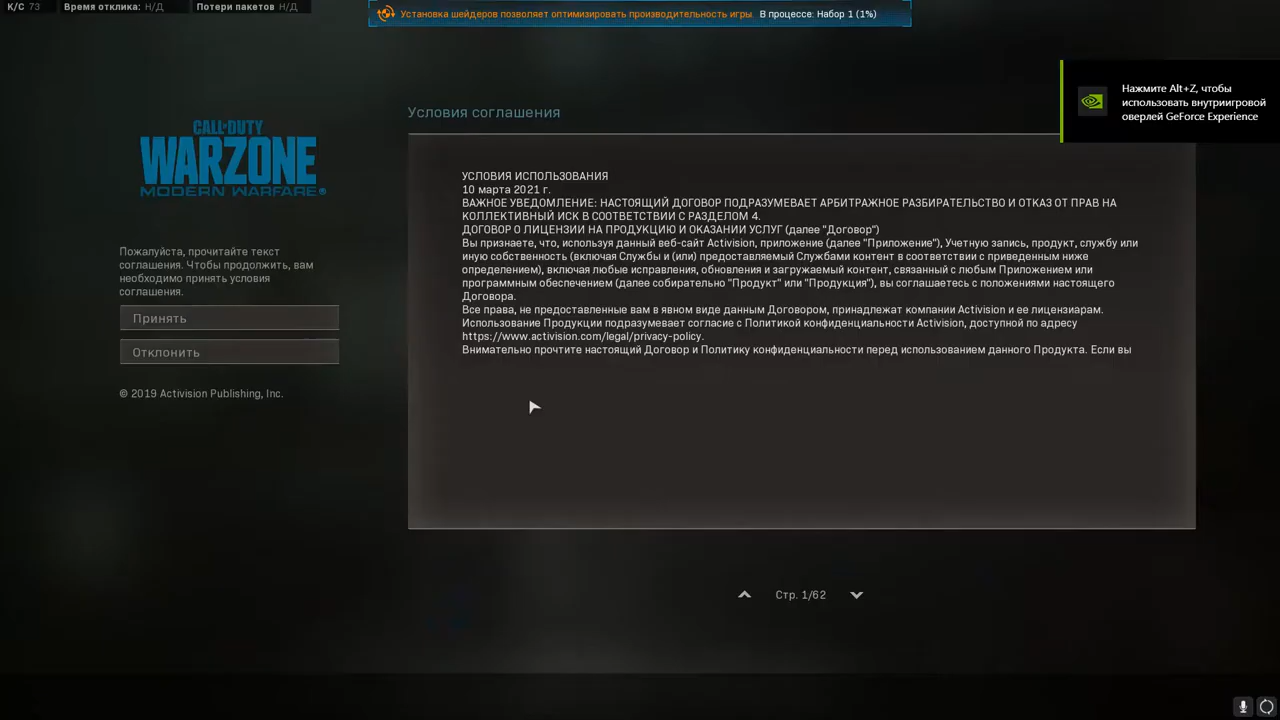 К/С 73 Время отклика: Н/Д Потери пакетов Н/Д
Установка шейдеров позволяет оптимизировать производительность игры. В процессе: Набор 1 (1%)
Нажмите Alt+Z, чтобы
использовать внутриигровой
оверлей GeForce Experience
CALL OF DUTY
WARZONE
MODERN WARFARE®
Пожалуйста, прочитайте текст
соглашения. Чтобы продолжить, вам
необходимо принять условия
соглашения.
Принять
Отклонить
© 2019 Activision Publishing, Inc.
Условия соглашения
УСЛОВИЯ ИСПОЛЬЗОВАНИЯ
10 марта 2021 г.
ВАЖНОЕ УВЕДОМЛЕНИЕ: НАСТОЯЩИЙ ДОГОВОР ПОДРАЗУМЕВАЕТ АРБИТРАЖНОЕ РАЗБИРАТЕЛЬСТВО И ОТКАЗ ОТ ПРАВ НА
КОЛЛЕКТИВНЫЙ ИСК В СООТВЕТСТВИИ С РАЗДЕЛОМ 4.
ДОГОВОР О ЛИЦЕНЗИИ НА ПРОДУКЦИЮ И ОКАЗАНИИ УСЛУГ (далее "Договор")
Вы признаете, что, используя данный веб-сайт Activision, приложение (далее "Приложение"), Учетную запись, продукт, службу или
иную собственность (включая Службы и (или) предоставляемый Службами контент в соответствии с приведенным ниже
определением), включая любые исправления, обновления и загружаемый контент, связанный с любым Приложением или
программным обеспечением (далее собирательно "Продукт" или "Продукция"), вы соглашаетесь с положениями настоящего
Договора.
Все права, не предоставленные вам в явном виде данным Договором, принадлежат компании Activision и ее лицензиарам.
Использование Продукции подразумевает согласие с Политикой конфиденциальности Activision, доступной по адресу
https://www.activision.com/legal/privacy-policy.
Внимательно прочтите настоящий Договор и Политику конфиденциальности перед использованием данного Продукта. Если вы
Стр. 1/62